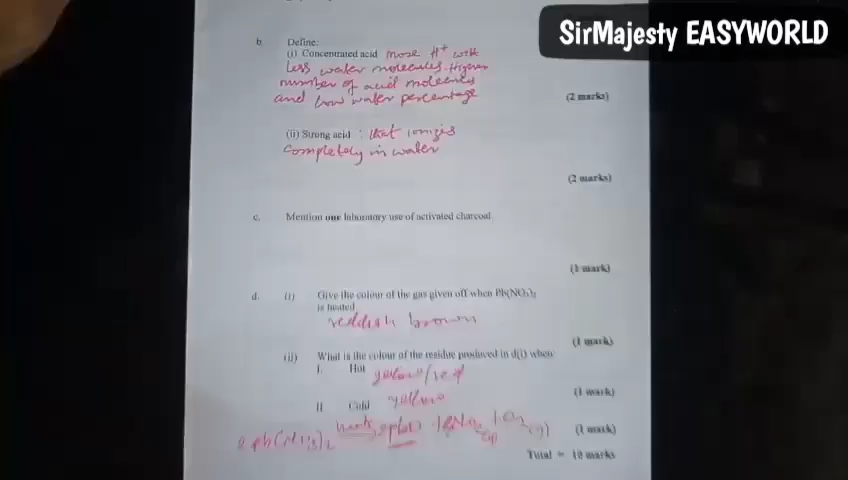 SirMajesty EASYWORLD
b. Define:
(i) Concentrated acid more H+ with
Less water molecules. Higher
number of acid molecules
and low water percentage
(2 marks)
(ii) Strong acid : that ionizes
completely in water
(2 marks)
c. Mention one laboratory use of activated charcoal
(1 mark)
d. (i) Give the colour of the gas given off when Pb(NO3)2
is heated
reddish brown
(1 mark)
(ii) What is the colour of the residue produced in d(i) when
I. Hot yellow/red
(1 mark)
II Cold yellow
(1 mark)
2pb(NO3)2 heat
Total = 10 marks